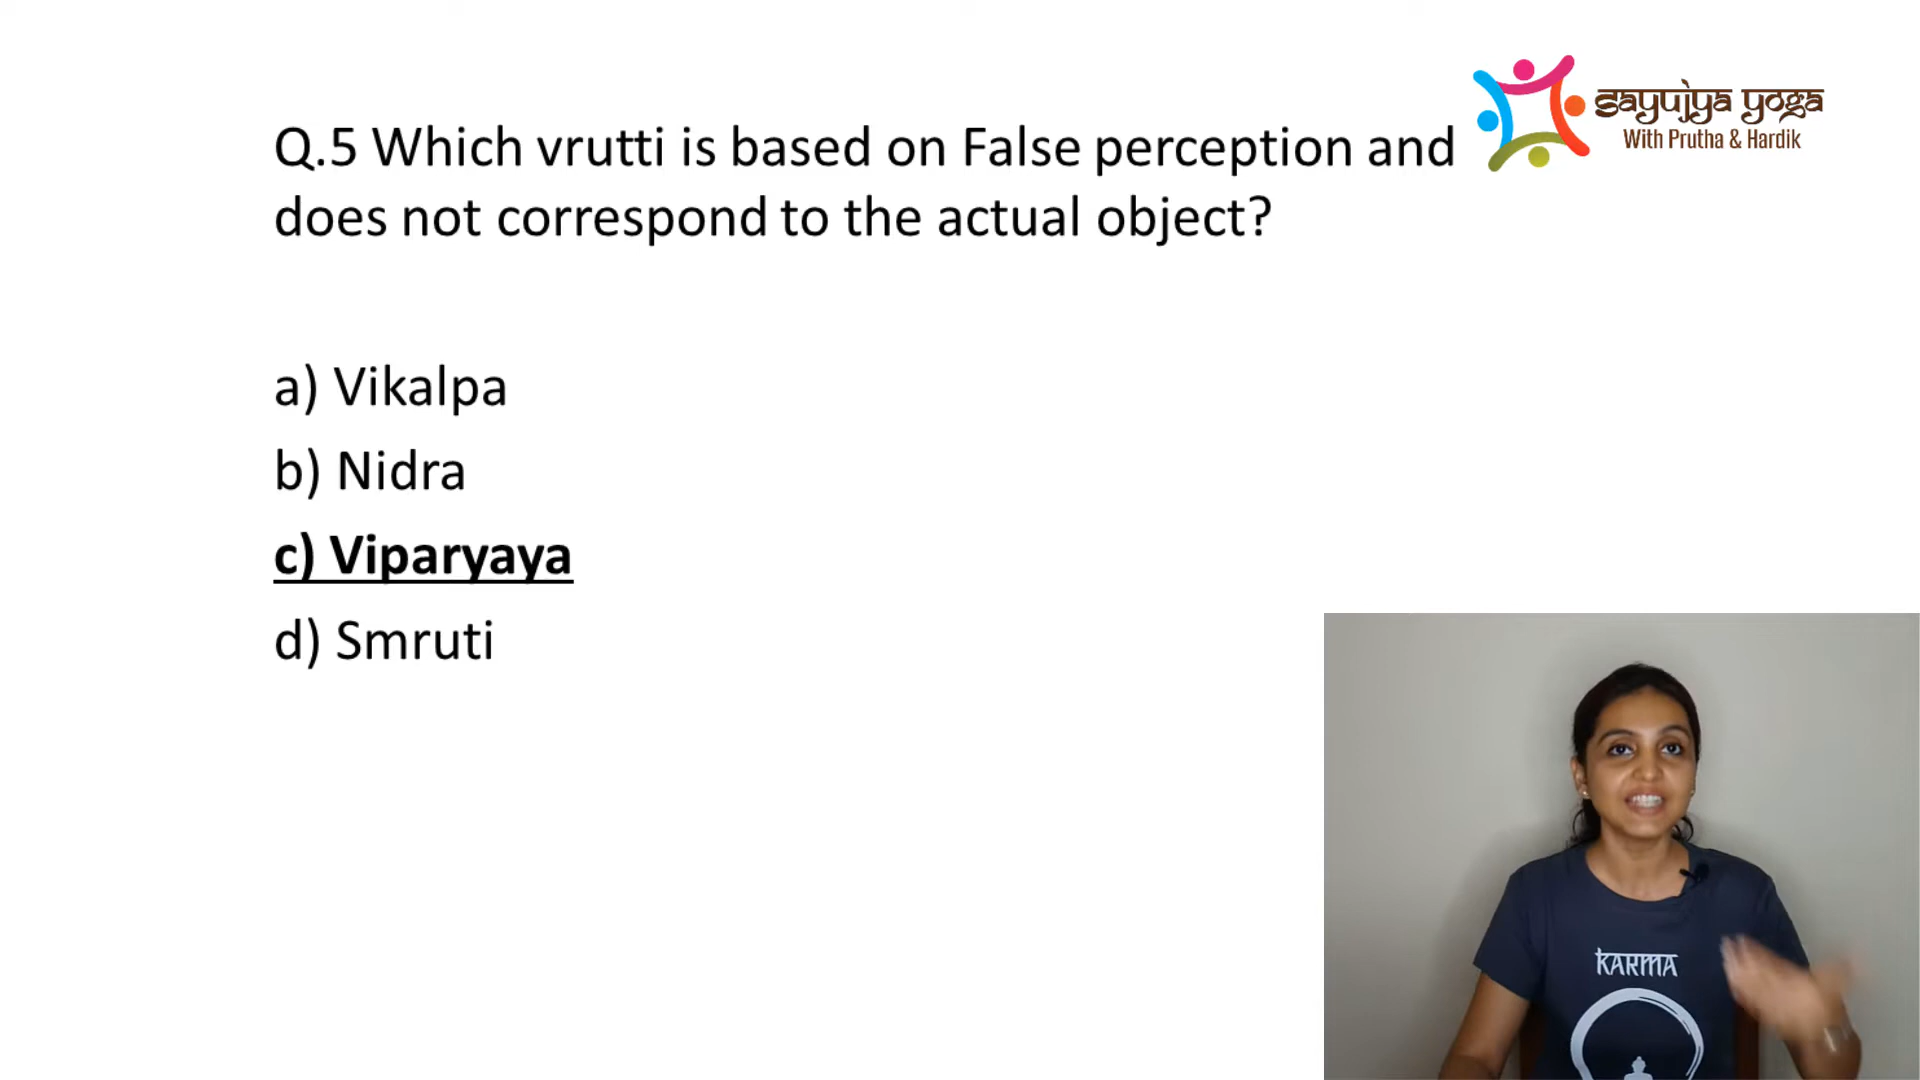 sayujya yoga
With Prutha & Hardik
Q.5 Which vrutti is based on False perception and
does not correspond to the actual object?
a) Vikalpa
b) Nidra
c) Viparyaya
d) Smruti
KARMA